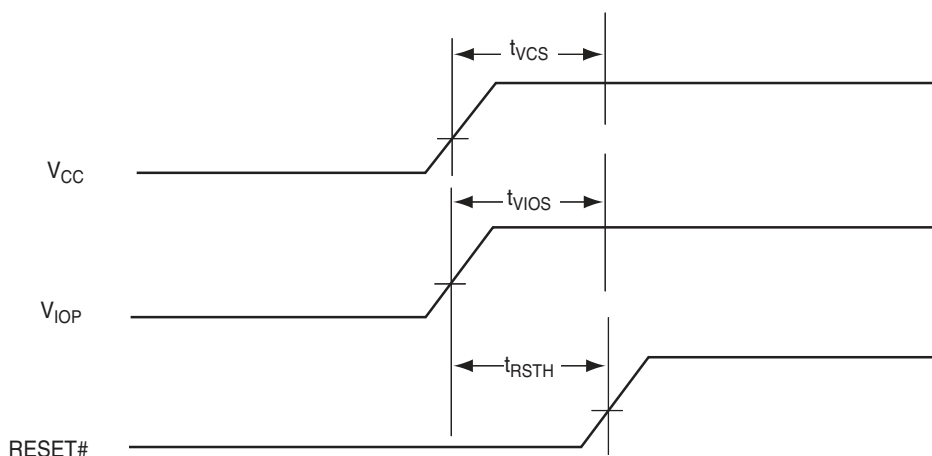 tVCS
VCC
tVIOS
VIOP
tRSTH
RESET#